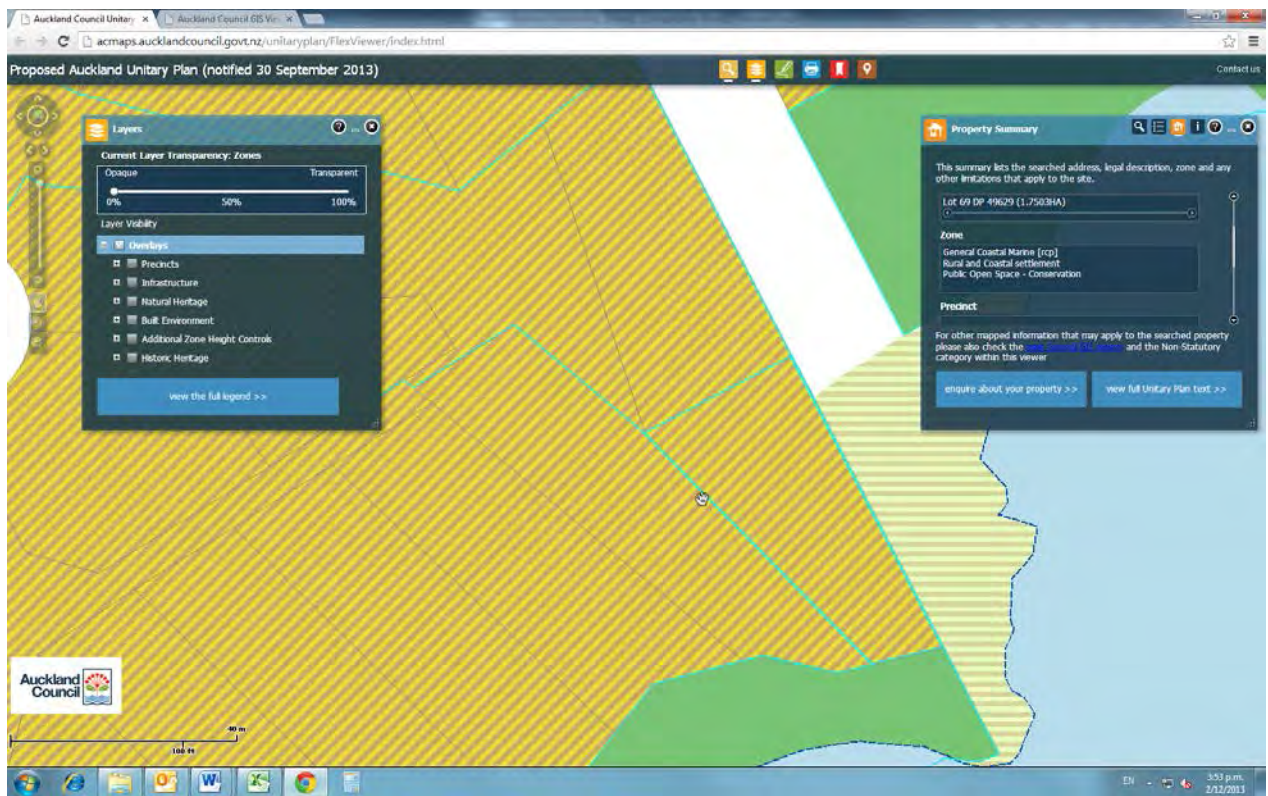 Auckland Council Unitary
Auckland Council GIS Vie
acmaps.aucklandcouncil.govt.nz/unitaryplan/FlexViewer/index.html
Proposed Auckland Unitary Plan (notified 30 September 2013)
Contact us
Layers
Current Layer Transparency: Zones
Opaque Transparent
0% 50% 100%
Layer Visibility
Overlays
Precincts
Infrastructure
Natural Heritage
Built Environment
Additional Zone Height Controls
Historic Heritage
view the full legend >>
Property Summary
This summary lists the searched address, legal description, zone and any
other limitations that apply to the site.
Lot 69 DP 49629 (1.7503HA)
Zone
General Coastal Marine [rcp]
Rural and Coastal settlement
Public Open Space - Conservation
Precinct
For other mapped information that may apply to the searched property
please also check the and the Non-Statutory
category within this viewer
enquire about your property >>
view full Unitary Plan text >>
Auckland
Council
40 m
100 ft
EN
3:53 p.m.
2/12/2013